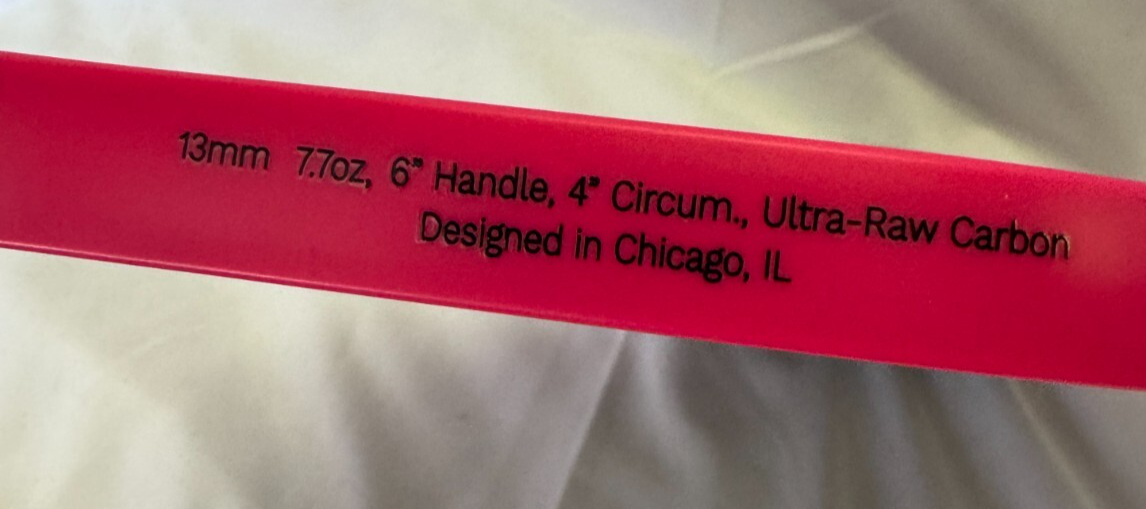 13mm 7.7oz, 6" Handle, 4" Circum., Ultra-Raw Carbon
Designed in Chicago, IL